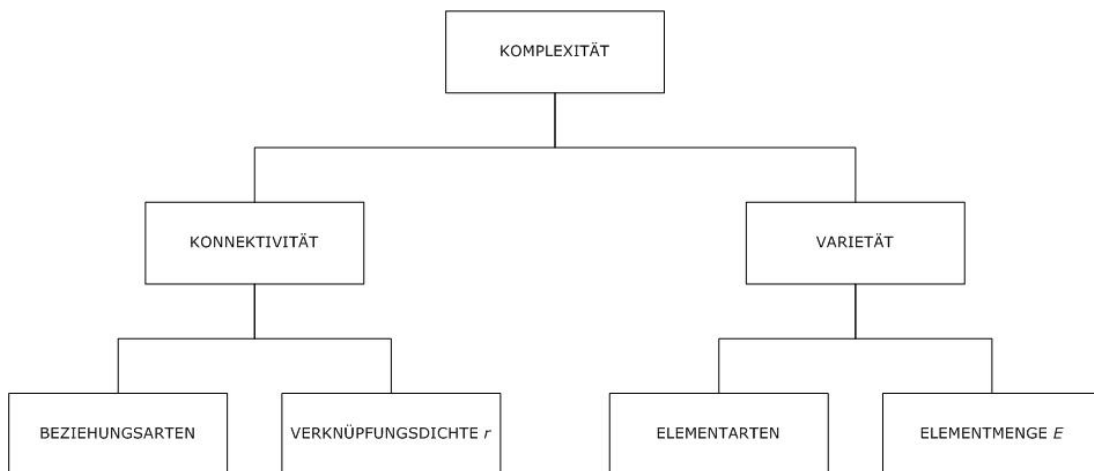 KOMPLEXITÄT
KONNEKTIVITÄT
VARIETÄT
BEZIEHUNGSARTEN
VERKNÜPFUNGSDICHTE r
ELEMENTARTEN
ELEMENTMENGE E